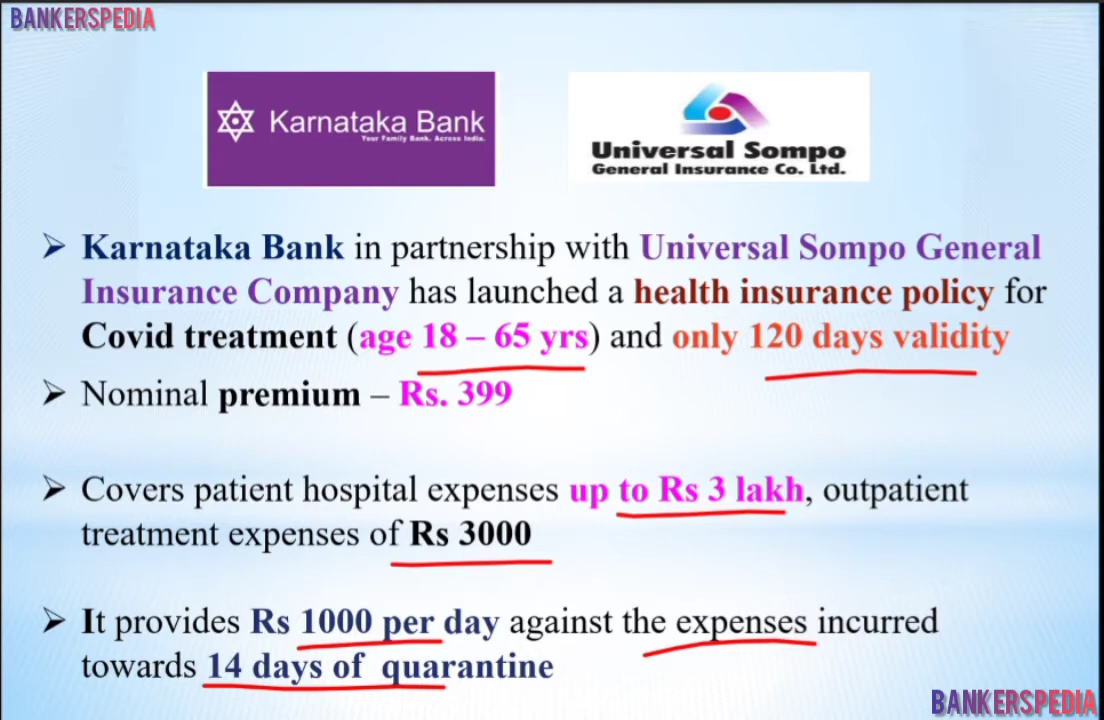 BANKERSPEDIA
Karnataka Bank
Your Family Bank. Across India.
Universal Sompo
General Insurance Co. Ltd.
➢ Karnataka Bank in partnership with Universal Sompo General
Insurance Company has launched a health insurance policy for
Covid treatment (age 18 – 65 yrs) and only 120 days validity
➢ Nominal premium – Rs. 399
➢ Covers patient hospital expenses up to Rs 3 lakh, outpatient
treatment expenses of Rs 3000
➢ It provides Rs 1000 per day against the expenses incurred
towards 14 days of quarantine
BANKERSPEDIA